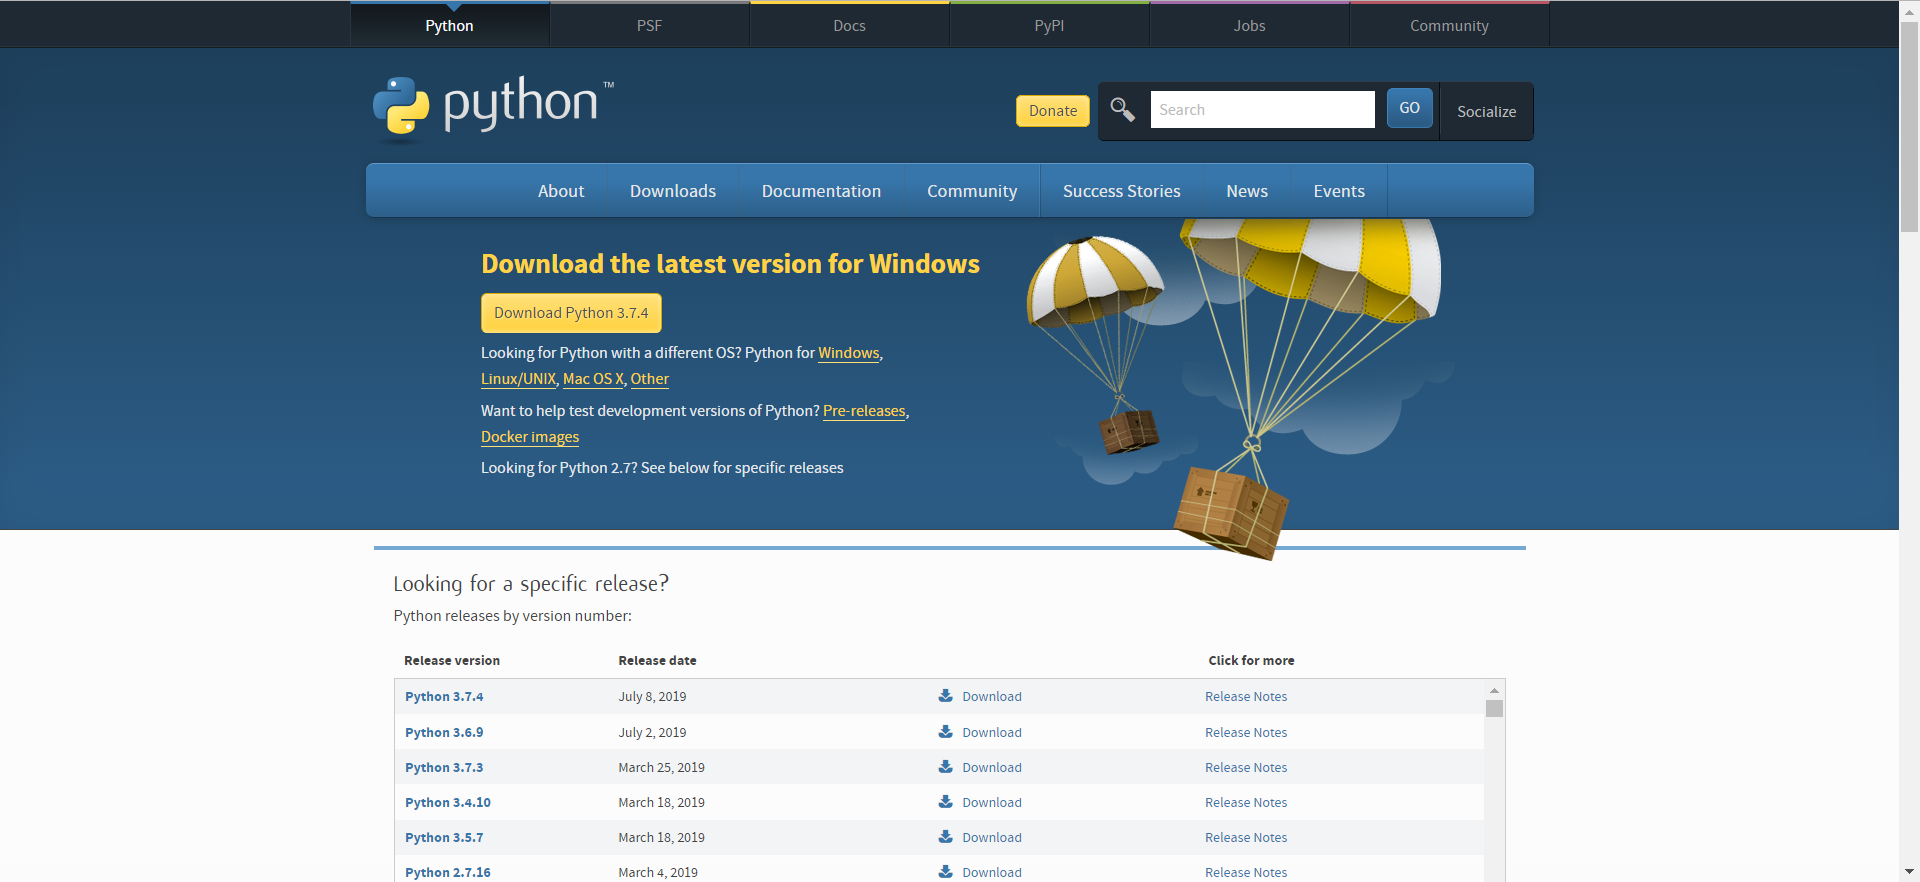 Python PSF Docs PyPI Jobs Community
python™
Donate Search GO Socialize
About Downloads Documentation Community Success Stories News Events
Download the latest version for Windows
Download Python 3.7.4
Looking for Python with a different OS? Python for Windows,
Linux/UNIX, Mac OS X, Other
Want to help test development versions of Python? Pre-releases,
Docker images
Looking for Python 2.7? See below for specific releases
Looking for a specific release?
Python releases by version number:
Release version Release date Click for more
Python 3.7.4 July 8, 2019 Download Release Notes
Python 3.6.9 July 2, 2019 Download Release Notes
Python 3.7.3 March 25, 2019 Download Release Notes
Python 3.4.10 March 18, 2019 Download Release Notes
Python 3.5.7 March 18, 2019 Download Release Notes
Python 2.7.16 March 4, 2019 Download Release Notes